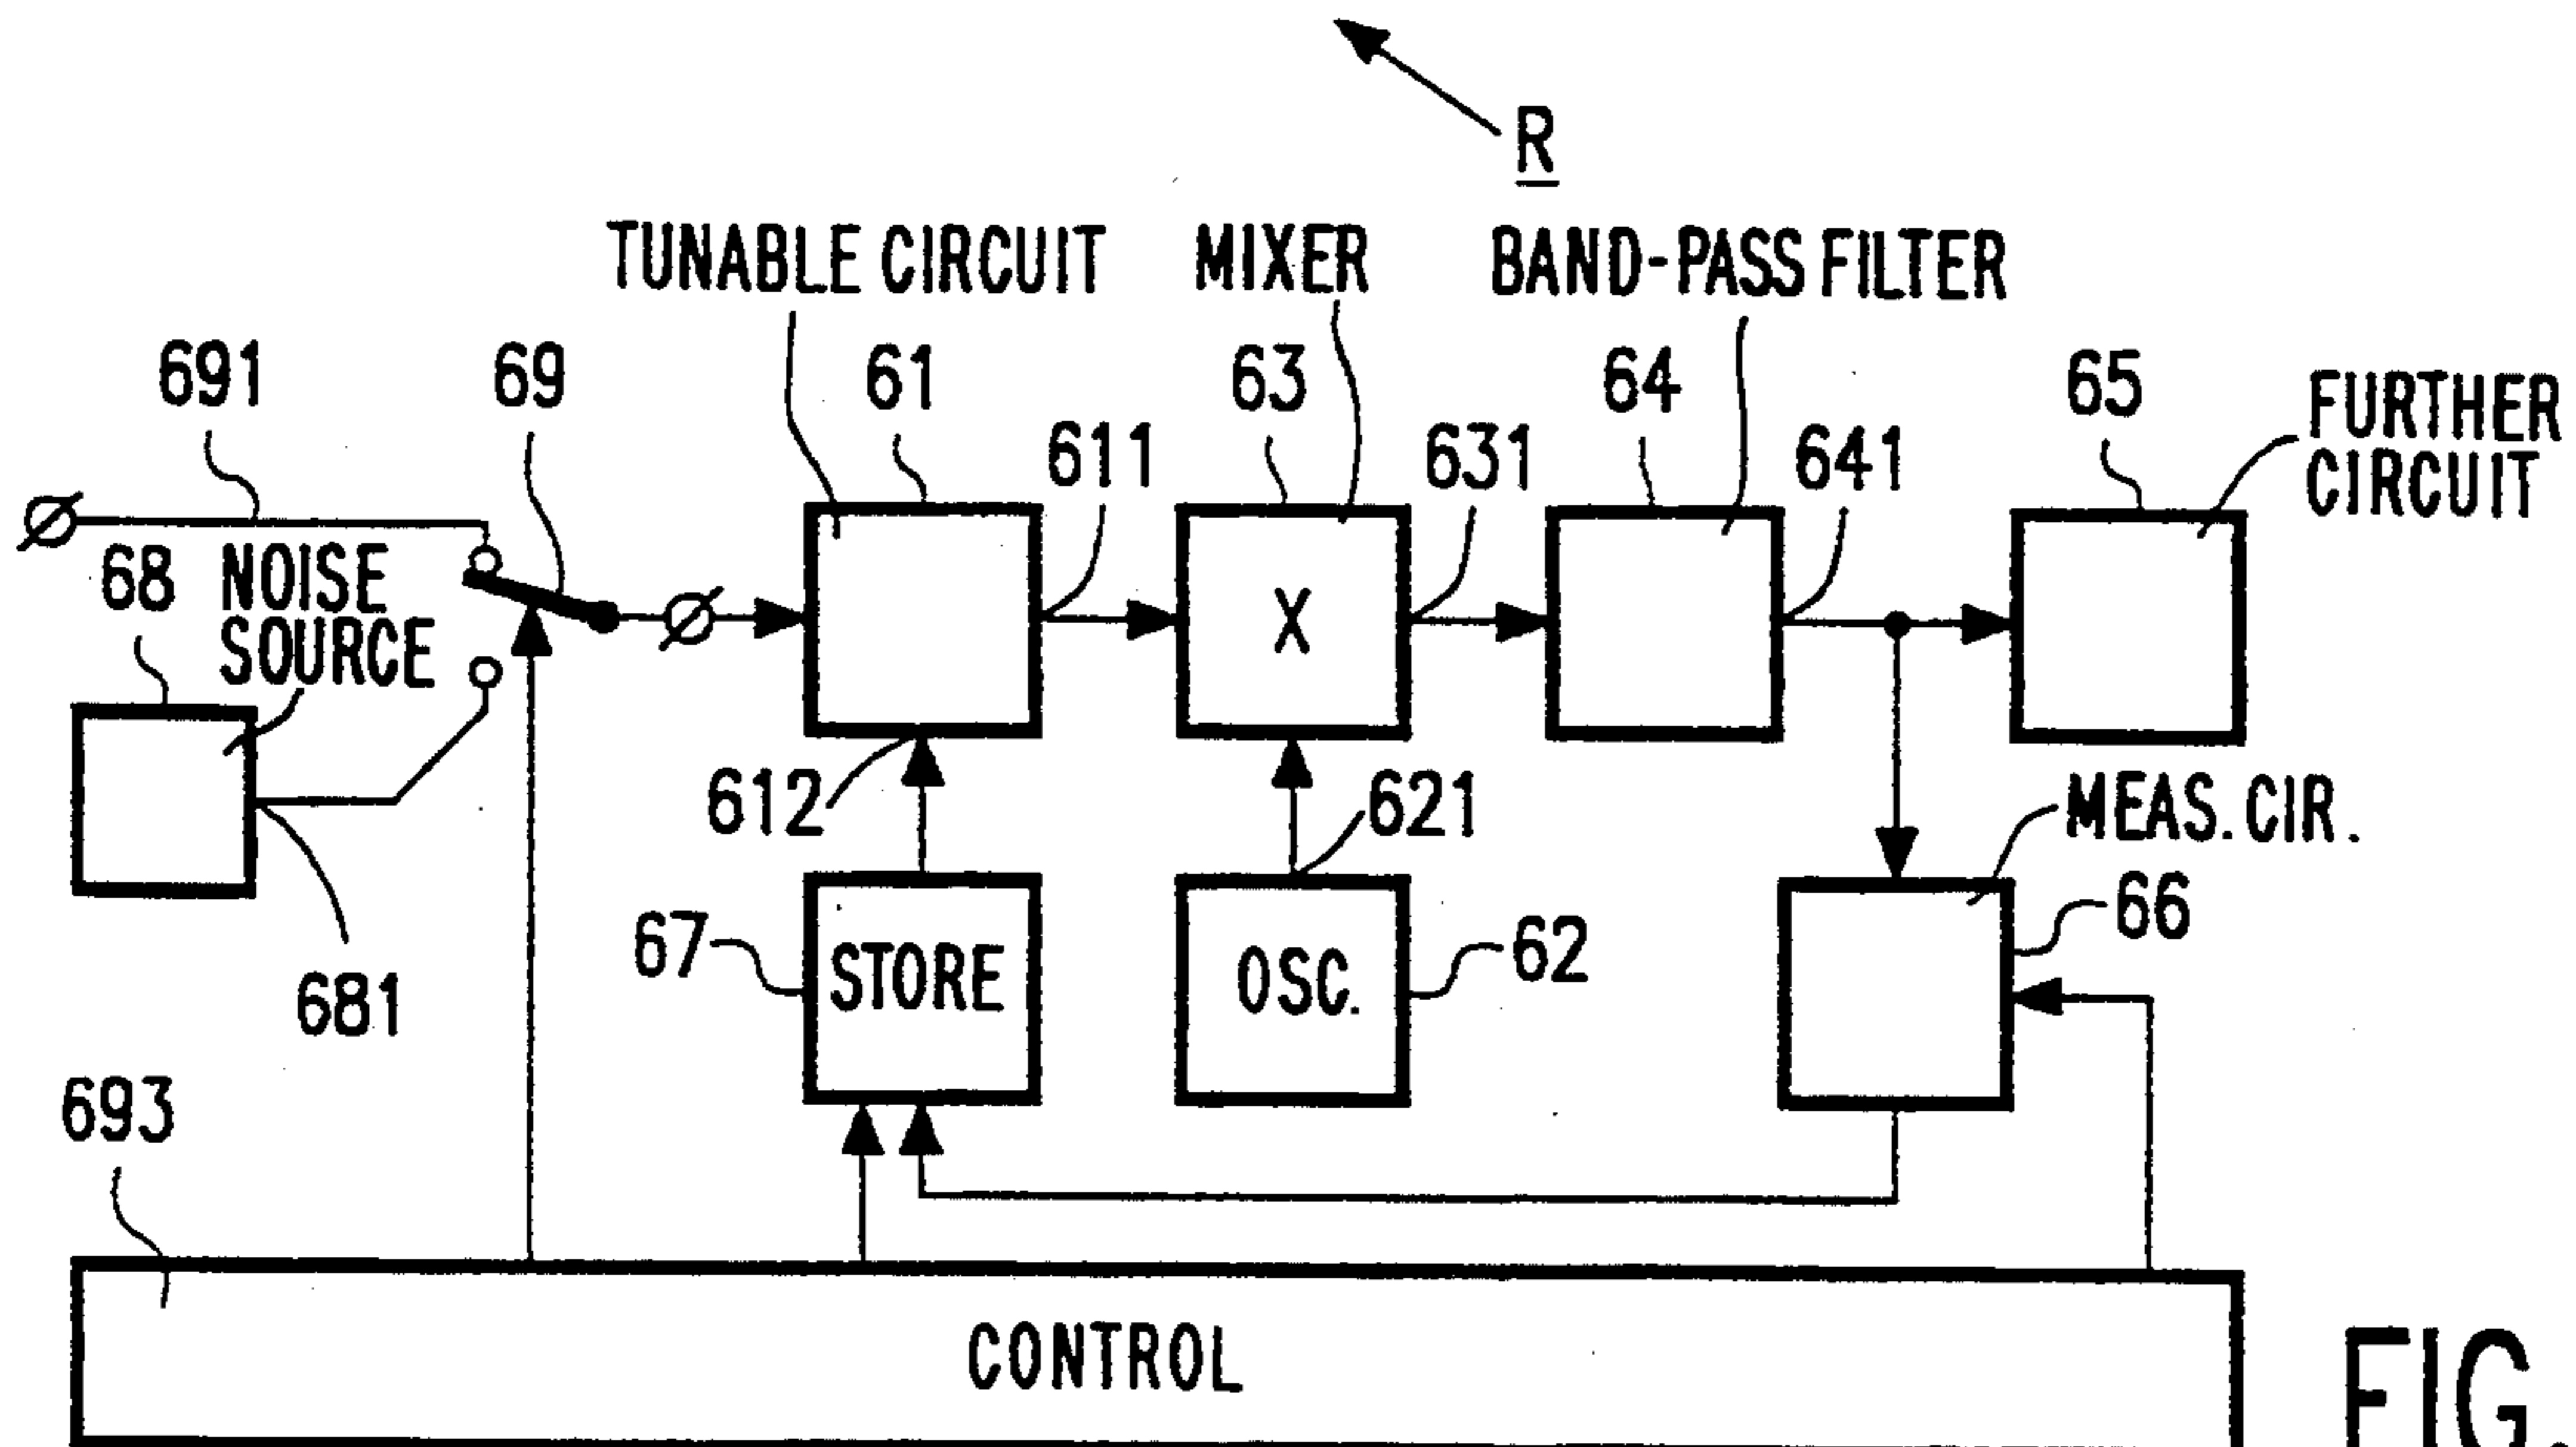 R
TUNABLE CIRCUIT
MIXER
BAND-PASS FILTER
691
69
61
611
63
631
64
641
65
FURTHER
CIRCUIT
68
NOISE
SOURCE
X
681
612
621
MEAS. CIR.
67
STORE
OSC.
62
66
693
CONTROL
FIG.